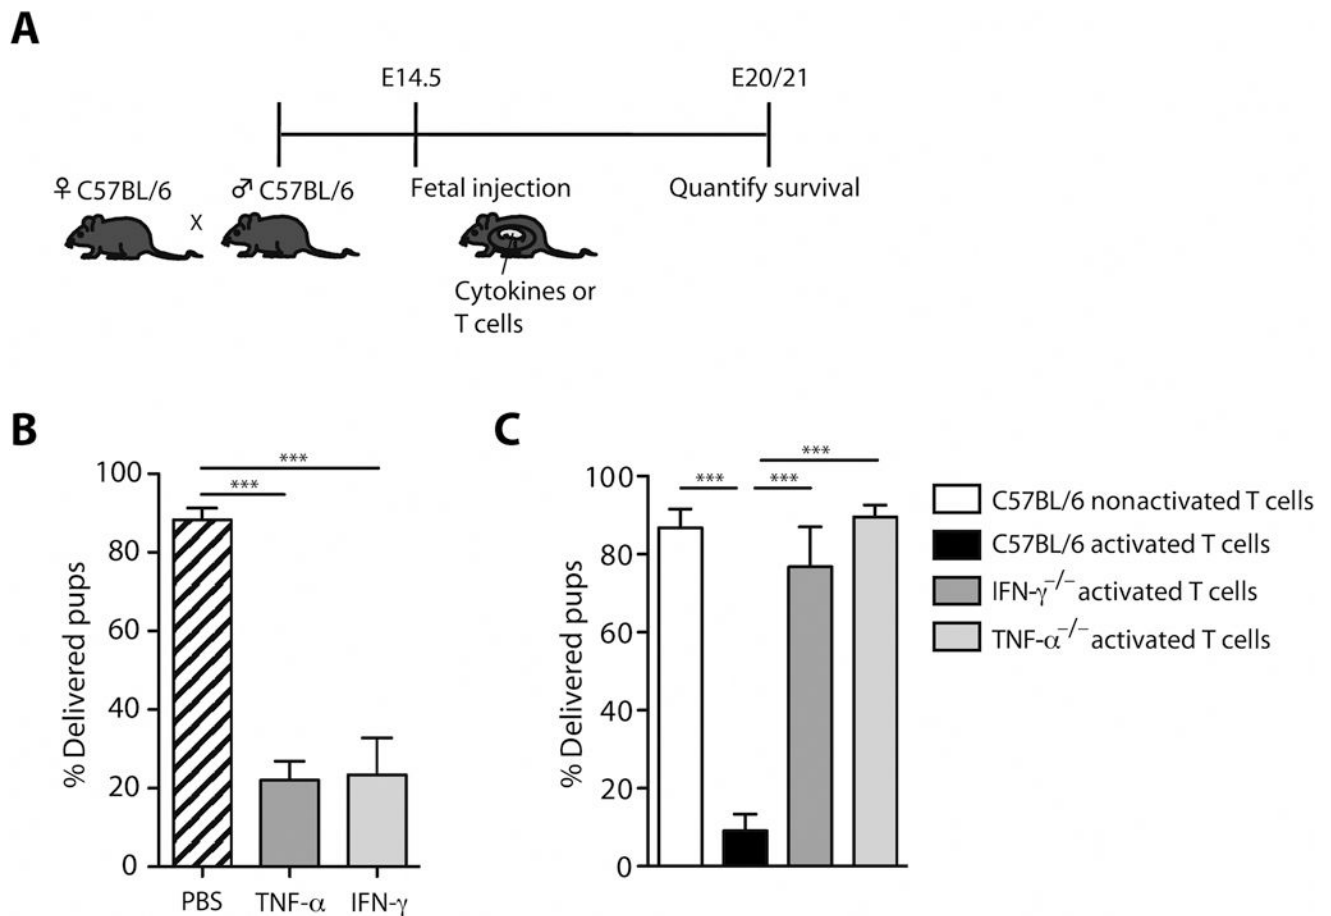 A
E14.5
E20/21
♀ C57BL/6
X
♂ C57BL/6
Fetal injection
Quantify survival
Cytokines or
T cells
B
% Delivered pups
100
80
60
40
20
0
***
***
PBS
TNF-α
IFN-γ
C
% Delivered pups
100
80
60
40
20
0
***
***
***
C57BL/6 nonactivated T cells
C57BL/6 activated T cells
IFN-γ⁻/⁻ activated T cells
TNF-α⁻/⁻ activated T cells